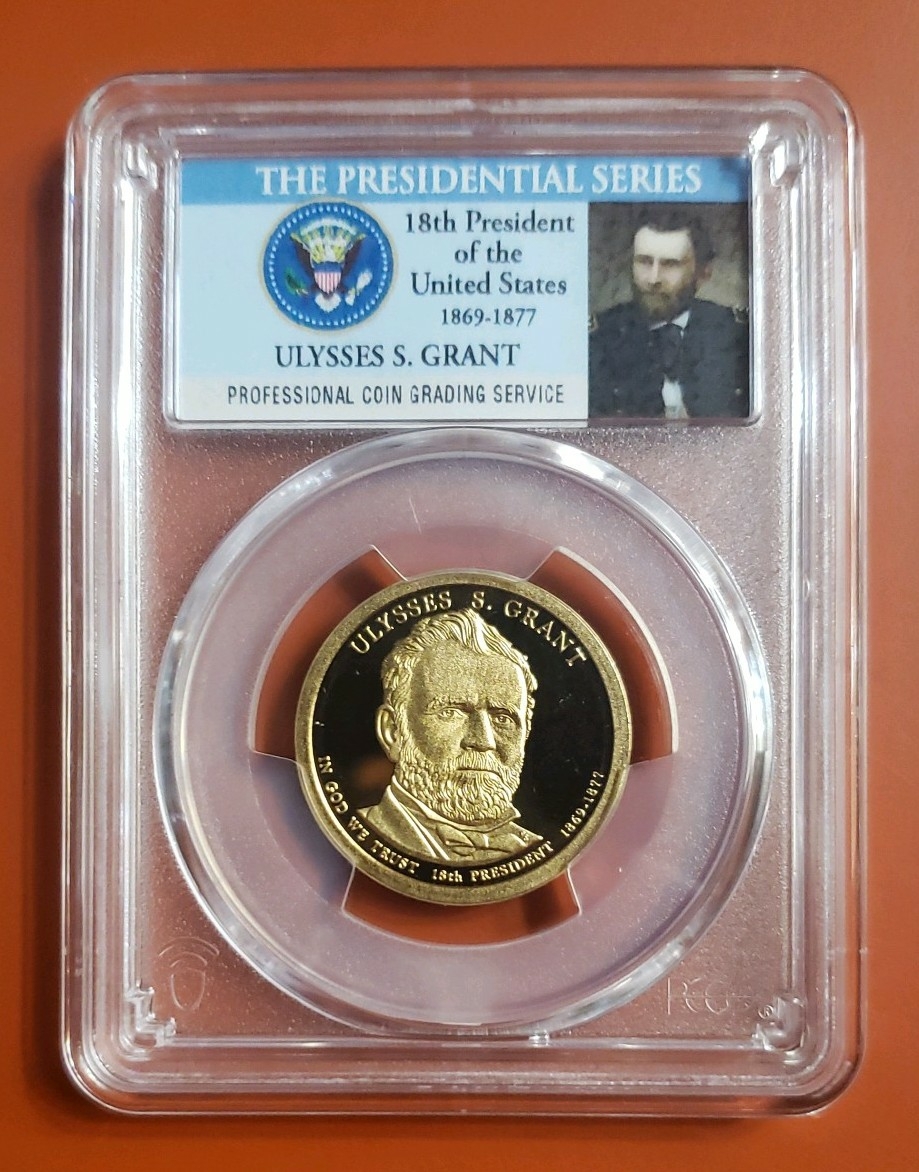 THE PRESIDENTIAL SERIES
18th President
of the
United States
1869-1877
ULYSSES S. GRANT
PROFESSIONAL COIN GRADING SERVICE
ULYSSES S. GRANT
IN GOD WE TRUST 18th PRESIDENT 1869-1877
PCGS®